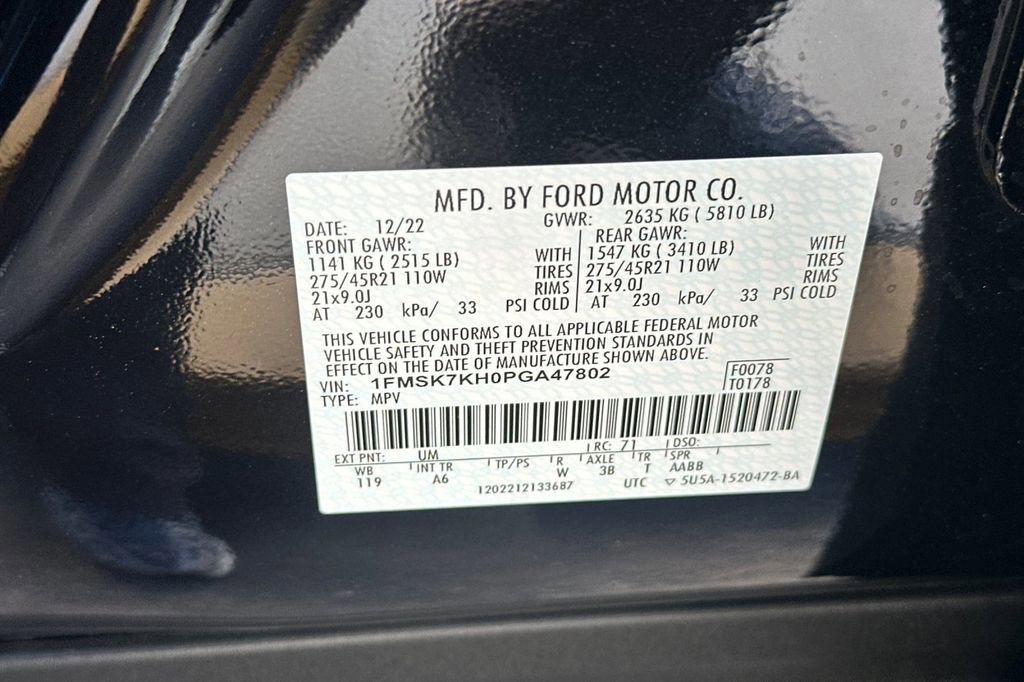 MFD. BY FORD MOTOR CO.
DATE: 12/22 GVWR: 2635 KG ( 5810 LB)
FRONT GAWR: REAR GAWR:
1141 KG ( 2515 LB) WITH 1547 KG ( 3410 LB) WITH
275/45R21 110W TIRES 275/45R21 110W TIRES
21x9.0J RIMS 21x9.0J RIMS
AT 230 kPa/ 33 PSI COLD AT 230 kPa/ 33 PSI COLD
THIS VEHICLE CONFORMS TO ALL APPLICABLE FEDERAL MOTOR
VEHICLE SAFETY AND THEFT PREVENTION STANDARDS IN
EFFECT ON THE DATE OF MANUFACTURE SHOWN ABOVE.
VIN: 1FMSK7KH0PGA47802 F0078
TYPE: MPV T0178
EXT PNT: UM RC: 71 DSO:
WB INT TR TP/PS R AXLE TR SPR
119 A6 W 3B T AABB
1202212133687 UTC ▽ 5U5A-1520472-BA